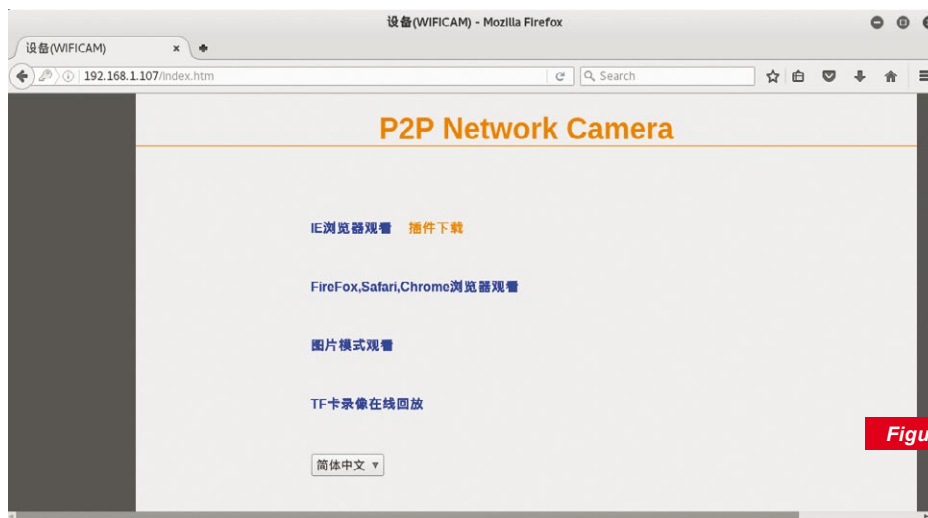 设备(WIFICAM) - Mozilla Firefox
设备(WIFICAM)
192.168.1.107/index.htm
Search
P2P Network Camera
IE浏览器观看 插件下载
FireFox,Safari,Chrome浏览器观看
图片模式观看
TF卡录像在线回放
Figu
简体中文